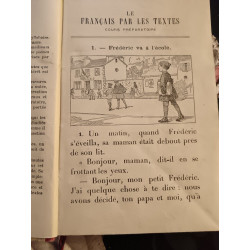 LE
FRANÇAIS PAR LES TEXTES
COURS PRÉPARATOIRE
1. — Frédéric va à l'école.
1. Un matin, quand Frédéric
s'éveilla, sa maman était debout près
de son lit.
« Bonjour, maman, dit-il en se
frottant les yeux.
— Bonjour, mon petit Frédéric.
J'ai quelque chose à te dire : nous
avons décidé, ton papa et moi, qu'à